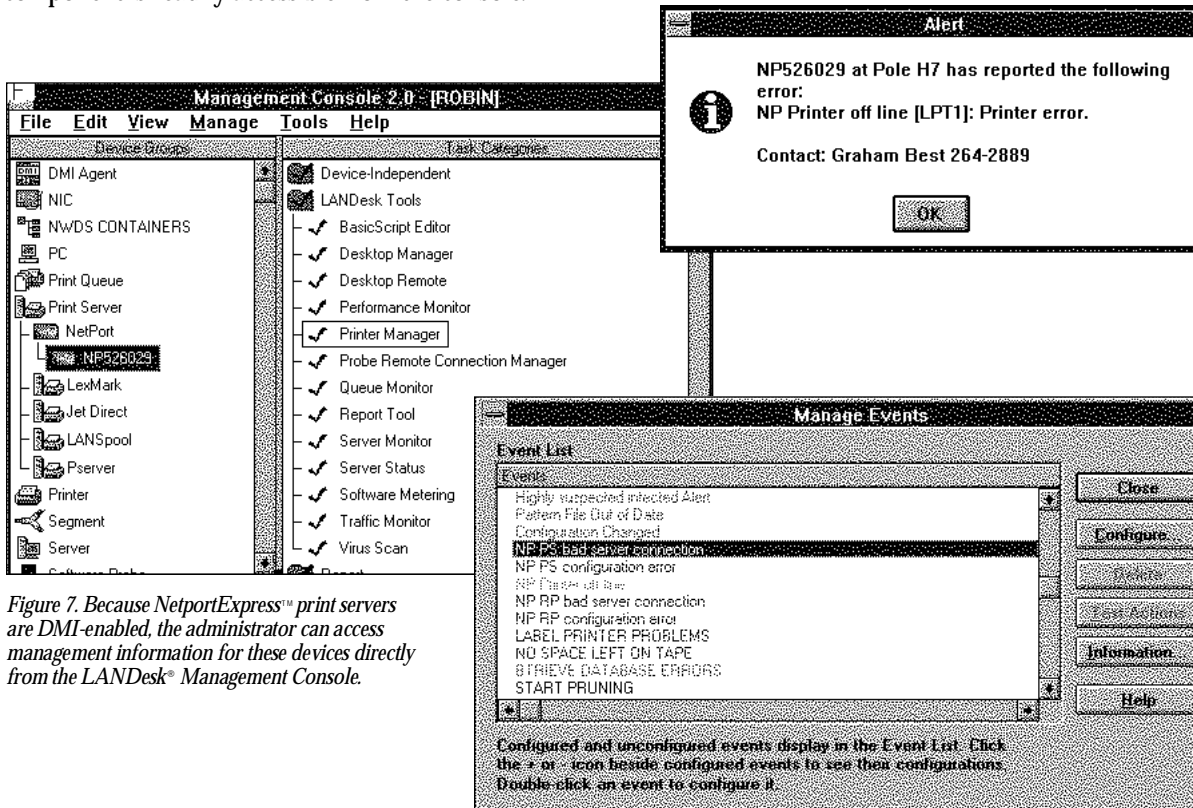 Alert
NP526029 at Pole H7 has reported the following
error:
NP Printer off line [LPT1]: Printer error.
Contact: Graham Best 264-2889
OK
Management Console 2.0 - [ROBIN]
File Edit View Manage Tools Help
Device Groups
DMI Agent
NIC
NWDS CONTAINERS
PC
Print Queue
Print Server
NetPort
NP526029
LexMark
Jet Direct
LANSpool
Pserver
Printer
Segment
Server
Task Categories
Device-Independent
LANDesk Tools
BasicScript Editor
Desktop Manager
Desktop Remote
Performance Monitor
Printer Manager
Probe Remote Connection Manager
Queue Monitor
Report Tool
Server Monitor
Server Status
Software Metering
Traffic Monitor
Virus Scan
Manage Events
Event List
Events
Highly suspected infected Alert
Pattern File Out of Date
Configuration Changed
NP PS bad server connection
NP PS configuration error
NP RP bad server connection
NP RP configuration error
LABEL PRINTER PROBLEMS
NO SPACE LEFT ON TAPE
BTRIEVE DATABASE ERRORS
START PRUNING
Close
Configure...
Delete
Information...
Help
Configured and unconfigured events display in the Event List. Click
the + or - icon beside configured events to see their configurations.
Double-click an event to configure it.
Figure 7. Because NetportExpress™ print servers
are DMI-enabled, the administrator can access
management information for these devices directly
from the LANDesk® Management Console.